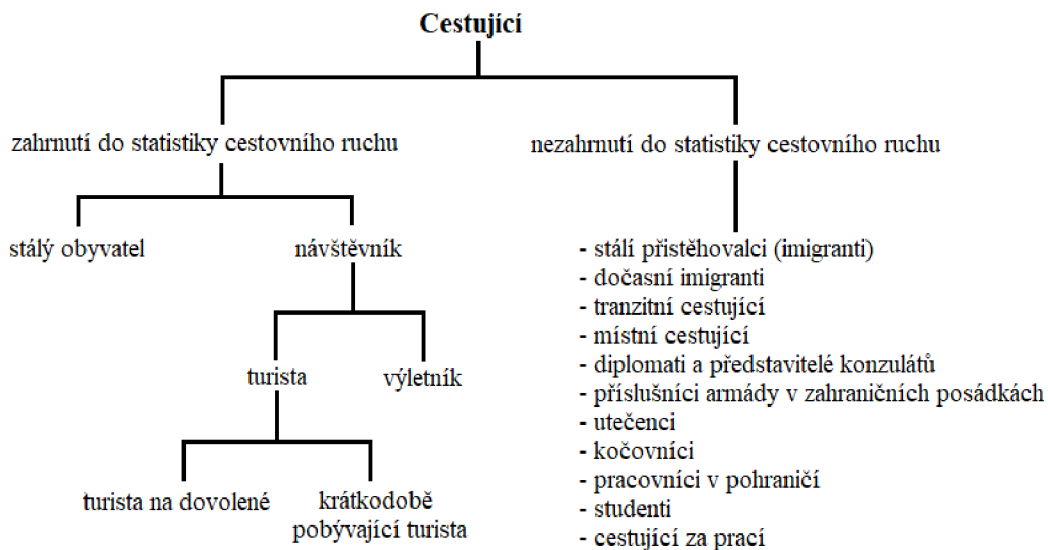 Cestující
zahrnutí do statistiky cestovního ruchu
nezahrnutí do statistiky cestovního ruchu
stálý obyvatel
návštěvník
turista
výletník
turista na dovolené
krátkodobě
pobývající turista
- stálí přistěhovalci (imigranti)
- dočasní imigranti
- tranzitní cestující
- místní cestující
- diplomati a představitelé konzulátů
- příslušníci armády v zahraničních posádkách
- utečenci
- kočovníci
- pracovníci v pohraničí
- studenti
- cestující za prací